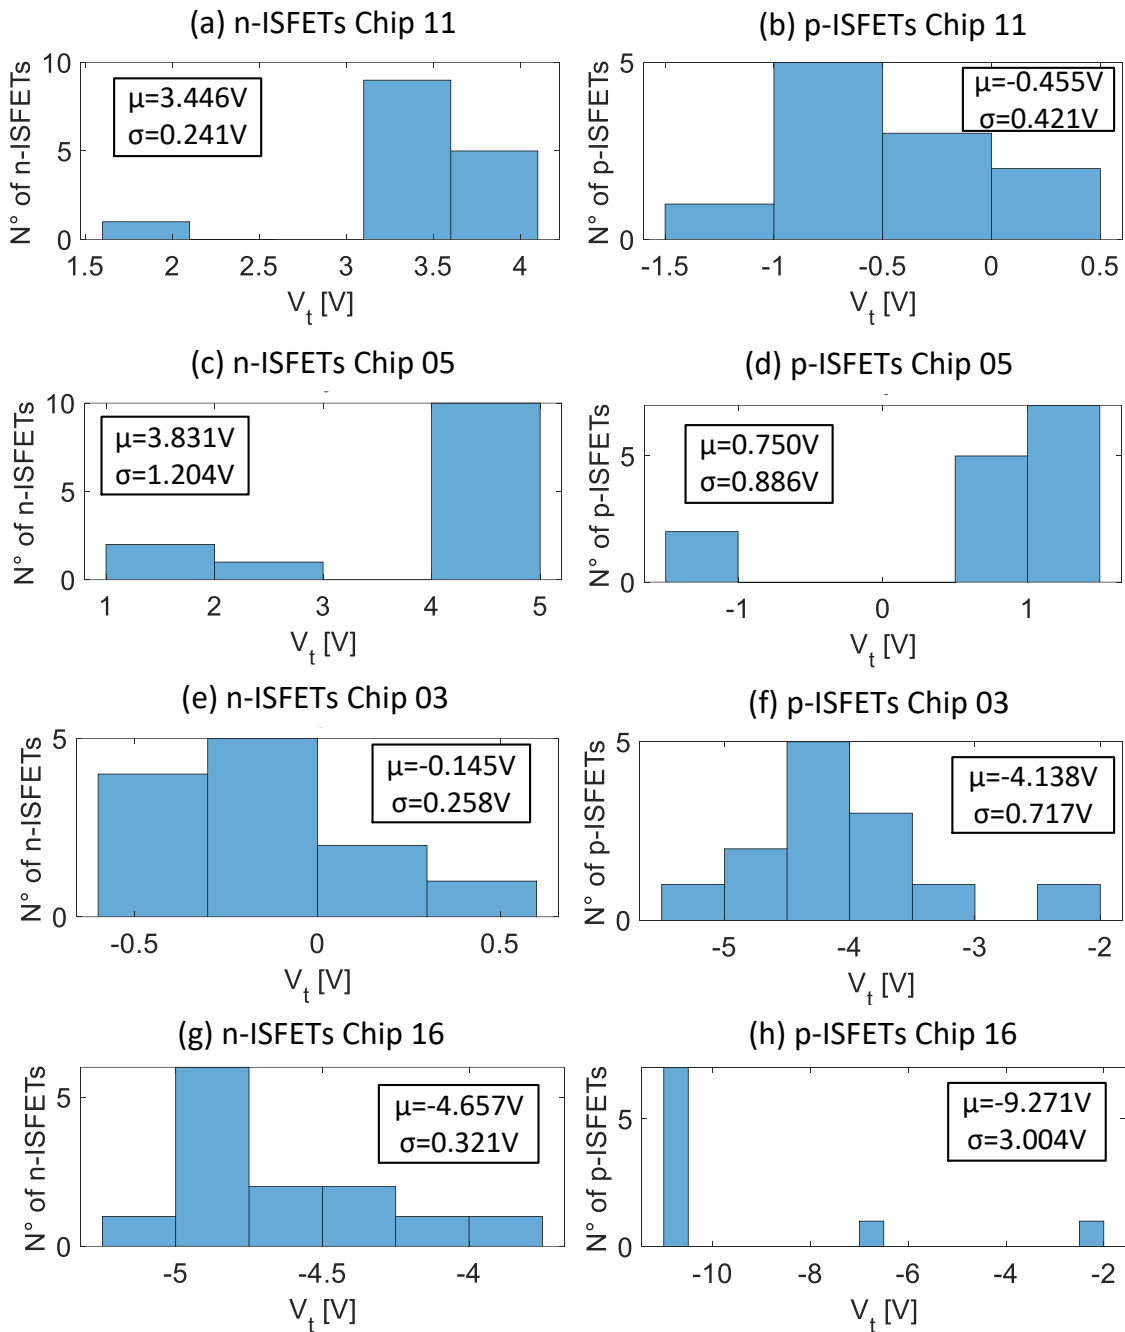 (a) n-ISFETs Chip 11
N° of n-ISFETs
10
5
0
μ=3.446V
σ=0.241V
1.5 2 2.5 3 3.5 4
V_t [V]
(b) p-ISFETs Chip 11
N° of p-ISFETs
5
0
μ=-0.455V
σ=0.421V
-1.5 -1 -0.5 0 0.5
V_t [V]
(c) n-ISFETs Chip 05
N° of n-ISFETs
10
5
0
μ=3.831V
σ=1.204V
1 2 3 4 5
V_t [V]
(d) p-ISFETs Chip 05
N° of p-ISFETs
5
0
μ=0.750V
σ=0.886V
-1 0 1
V_t [V]
(e) n-ISFETs Chip 03
N° of n-ISFETs
5
0
μ=-0.145V
σ=0.258V
-0.5 0 0.5
V_t [V]
(f) p-ISFETs Chip 03
N° of p-ISFETs
5
0
μ=-4.138V
σ=0.717V
-5 -4 -3 -2
V_t [V]
(g) n-ISFETs Chip 16
N° of n-ISFETs
5
0
μ=-4.657V
σ=0.321V
-5 -4.5 -4
V_t [V]
(h) p-ISFETs Chip 16
N° of p-ISFETs
5
0
μ=-9.271V
σ=3.004V
-10 -8 -6 -4 -2
V_t [V]